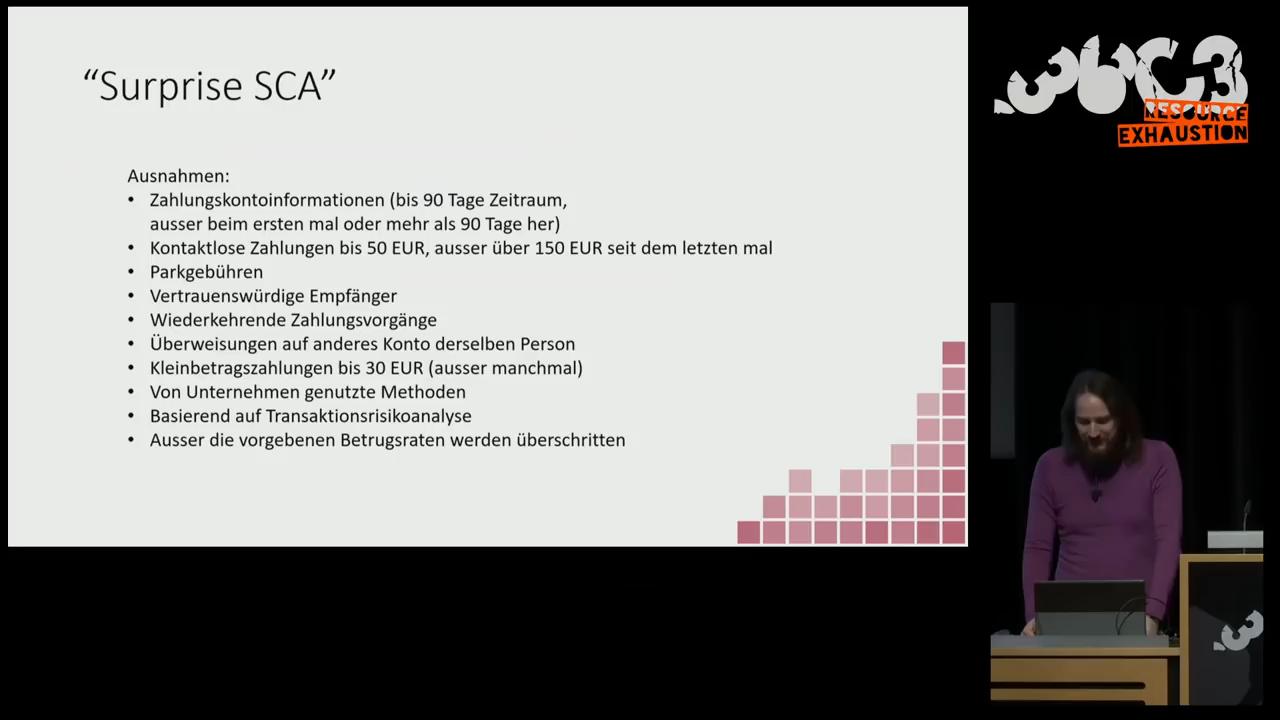 “Surprise SCA”
Ausnahmen:
• Zahlungskontoinformationen (bis 90 Tage Zeitraum,
ausser beim ersten mal oder mehr als 90 Tage her)
• Kontaktlose Zahlungen bis 50 EUR, ausser über 150 EUR seit dem letzten mal
• Parkgebühren
• Vertrauenswürdige Empfänger
• Wiederkehrende Zahlungsvorgänge
• Überweisungen auf anderes Konto derselben Person
• Kleinbetragszahlungen bis 30 EUR (ausser manchmal)
• Von Unternehmen genutzte Methoden
• Basierend auf Transaktionsrisikoanalyse
• Ausser die vorgebenen Betrugsraten werden überschritten
36C3
RESOURCE
EXHAUSTION